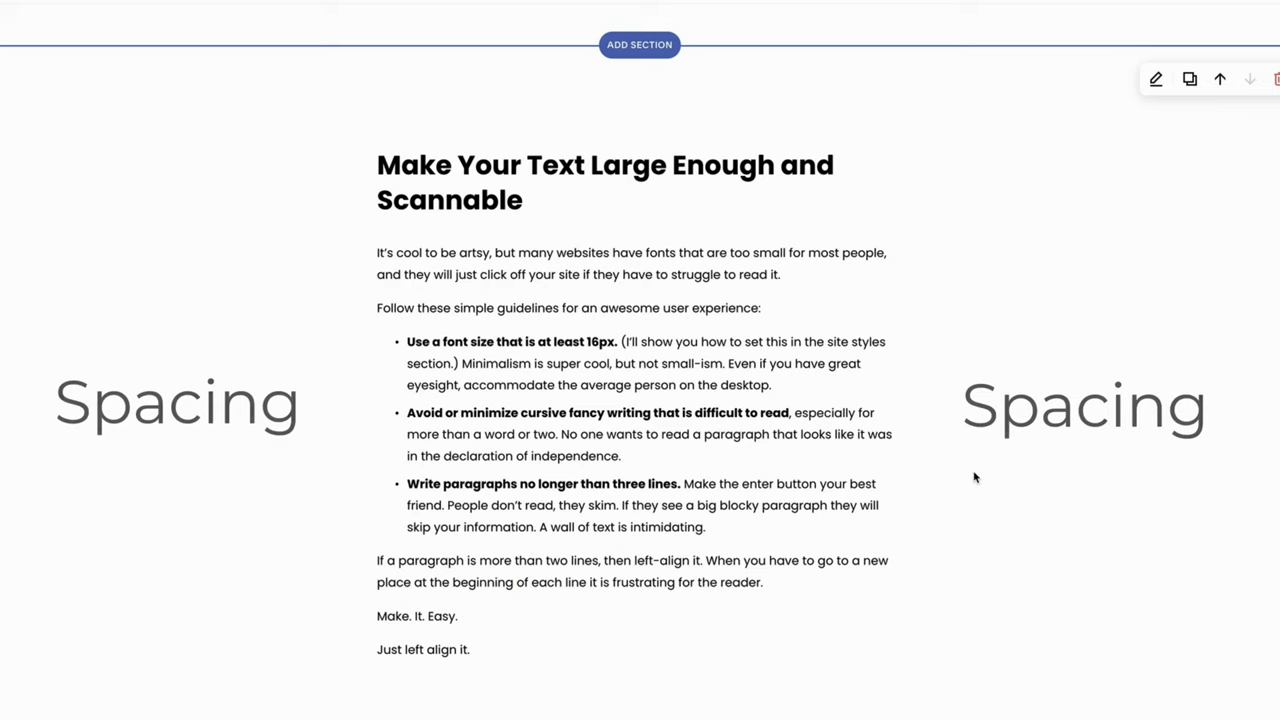 ADD SECTION
Make Your Text Large Enough and
Scannable
It’s cool to be artsy, but many websites have fonts that are too small for most people,
and they will just click off your site if they have to struggle to read it.
Follow these simple guidelines for an awesome user experience:
• Use a font size that is at least 16px. (I’ll show you how to set this in the site styles
section.) Minimalism is super cool, but not small-ism. Even if you have great
eyesight, accommodate the average person on the desktop.
• Avoid or minimize cursive fancy writing that is difficult to read, especially for
more than a word or two. No one wants to read a paragraph that looks like it was
in the declaration of independence.
• Write paragraphs no longer than three lines. Make the enter button your best
friend. People don’t read, they skim. If they see a big blocky paragraph they will
skip your information. A wall of text is intimidating.
If a paragraph is more than two lines, then left-align it. When you have to go to a new
place at the beginning of each line it is frustrating for the reader.
Make. It. Easy.
Just left align it.
Spacing
Spacing